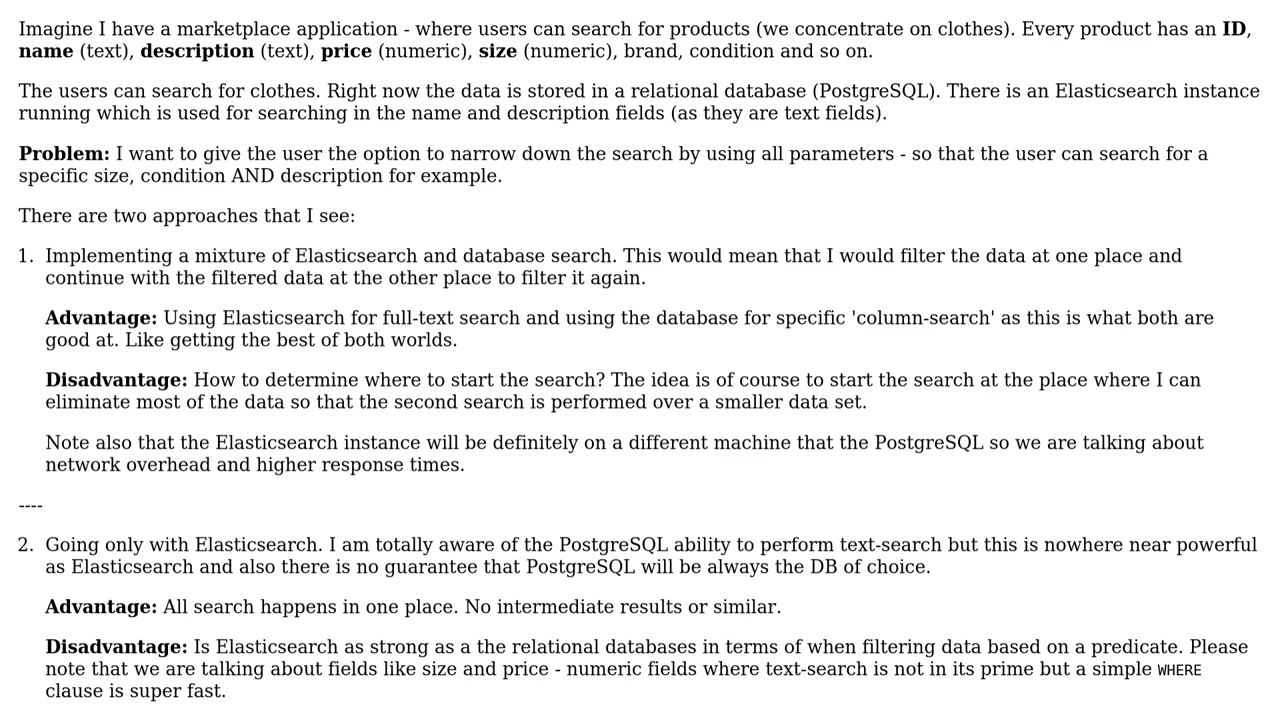 Imagine I have a marketplace application - where users can search for products (we concentrate on clothes). Every product has an ID,
name (text), description (text), price (numeric), size (numeric), brand, condition and so on.
The users can search for clothes. Right now the data is stored in a relational database (PostgreSQL). There is an Elasticsearch instance
running which is used for searching in the name and description fields (as they are text fields).
Problem: I want to give the user the option to narrow down the search by using all parameters - so that the user can search for a
specific size, condition AND description for example.
There are two approaches that I see:
1. Implementing a mixture of Elasticsearch and database search. This would mean that I would filter the data at one place and
continue with the filtered data at the other place to filter it again.
Advantage: Using Elasticsearch for full-text search and using the database for specific 'column-search' as this is what both are
good at. Like getting the best of both worlds.
Disadvantage: How to determine where to start the search? The idea is of course to start the search at the place where I can
eliminate most of the data so that the second search is performed over a smaller data set.
Note also that the Elasticsearch instance will be definitely on a different machine that the PostgreSQL so we are talking about
network overhead and higher response times.
----
2. Going only with Elasticsearch. I am totally aware of the PostgreSQL ability to perform text-search but this is nowhere near powerful
as Elasticsearch and also there is no guarantee that PostgreSQL will be always the DB of choice.
Advantage: All search happens in one place. No intermediate results or similar.
Disadvantage: Is Elasticsearch as strong as a the relational databases in terms of when filtering data based on a predicate. Please
note that we are talking about fields like size and price - numeric fields where text-search is not in its prime but a simple WHERE
clause is super fast.